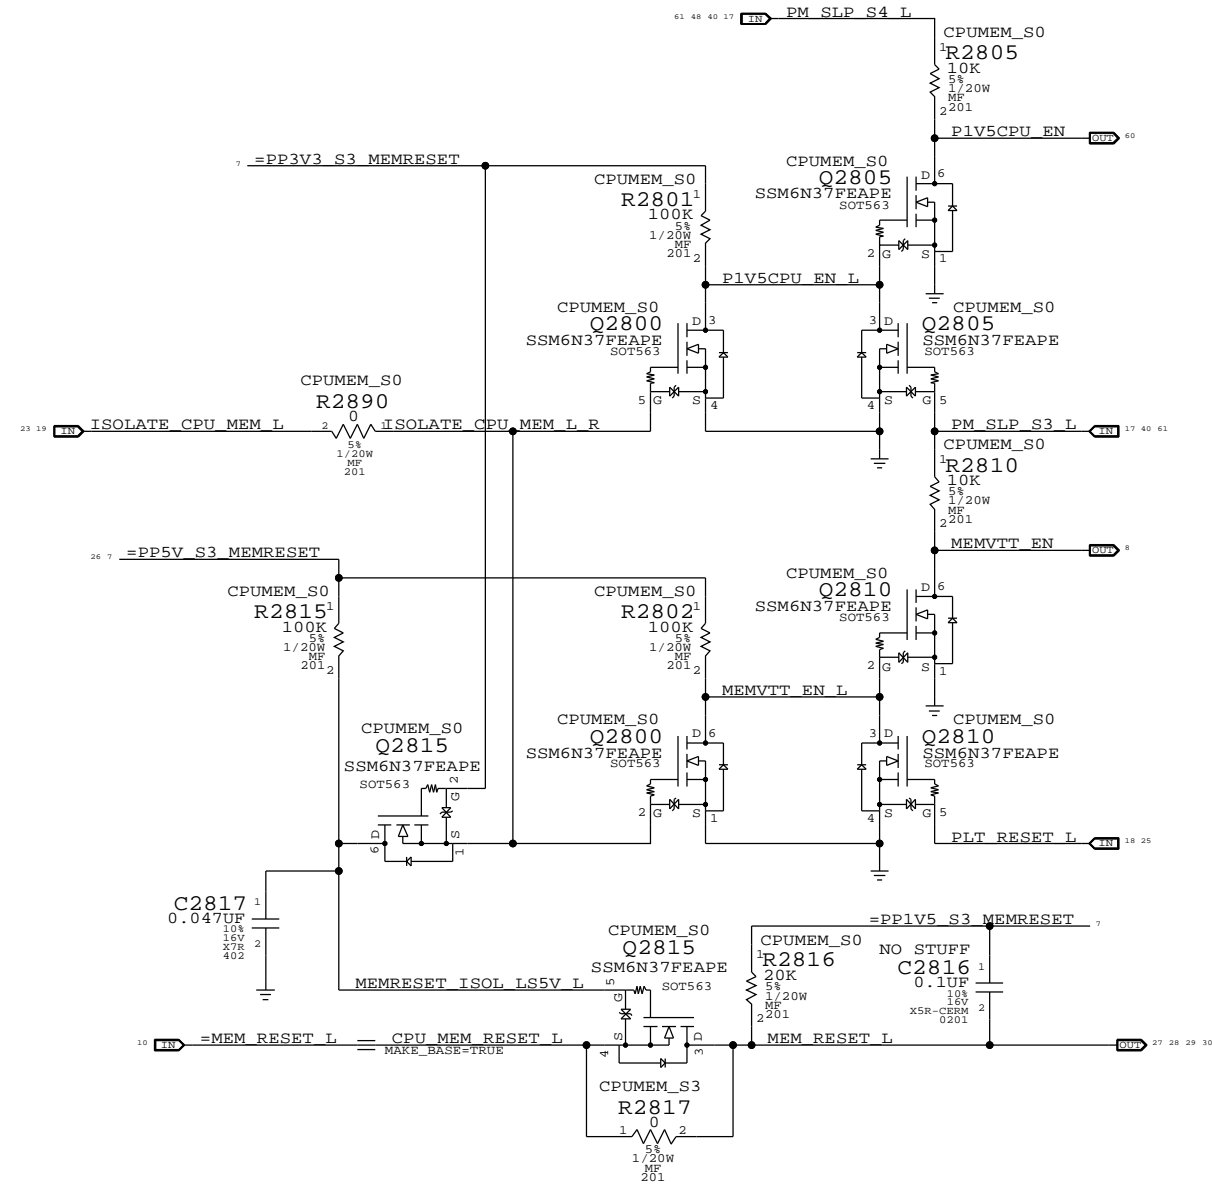 61 48 40 17 IN PM_SLP_S4_L
CPUMEM_S0
1
R2805
10K
5%
1/20W
MF
201
2
P1V5CPU_EN OUT 60
7 =PP3V3_S3_MEMRESET
CPUMEM_S0
R2801
1
100K
5%
1/20W
MF
201
2
CPUMEM_S0
Q2805
SSM6N37FEAPE
SOT563
D 6
2 G S 1
P1V5CPU_EN_L
CPUMEM_S0
Q2800
SSM6N37FEAPE
SOT563
D 3
5 G S 4
CPUMEM_S0
Q2805
SSM6N37FEAPE
SOT563
3 D
4 S G 5
CPUMEM_S0
R2890
0
23 19 IN ISOLATE_CPU_MEM_L 2 1 ISOLATE_CPU_MEM_L_R
5%
1/20W
MF
201
PM_SLP_S3_L IN 17 40 61
CPUMEM_S0
1
R2810
10K
5%
1/20W
MF
201
2
MEMVTT_EN OUT 8
26 7 =PP5V_S3_MEMRESET
CPUMEM_S0
R2815
1
100K
5%
1/20W
MF
201
2
CPUMEM_S0
R2802
1
100K
5%
1/20W
MF
201
2
CPUMEM_S0
Q2810
SSM6N37FEAPE
SOT563
D 6
2 G S 1
MEMVTT_EN_L
CPUMEM_S0
Q2815
SSM6N37FEAPE
SOT563
G 2
6 D
S 1
CPUMEM_S0
Q2800
SSM6N37FEAPE
SOT563
D 6
2 G S 1
CPUMEM_S0
Q2810
SSM6N37FEAPE
SOT563
3 D
4 S G 5
PLT_RESET_L IN 18 25
C2817
1
0.047UF
10%
16V
X7R
402
2
=PP1V5_S3_MEMRESET 7
CPUMEM_S0
Q2815
SSM6N37FEAPE
SOT563
5 G
4 S
3 D
CPUMEM_S0
1
R2816
20K
5%
1/20W
MF
201
2
NO STUFF
C2816
1
0.1UF
10%
16V
X5R-CERM
0201
2
MEMRESET_ISOL_LS5V_L
10 IN =MEM_RESET_L CPU_MEM_RESET_L
MAKE_BASE=TRUE
MEM_RESET_L OUT 27 28 29 30
CPUMEM_S3
R2817
0
1 2
5%
1/20W
MF
201